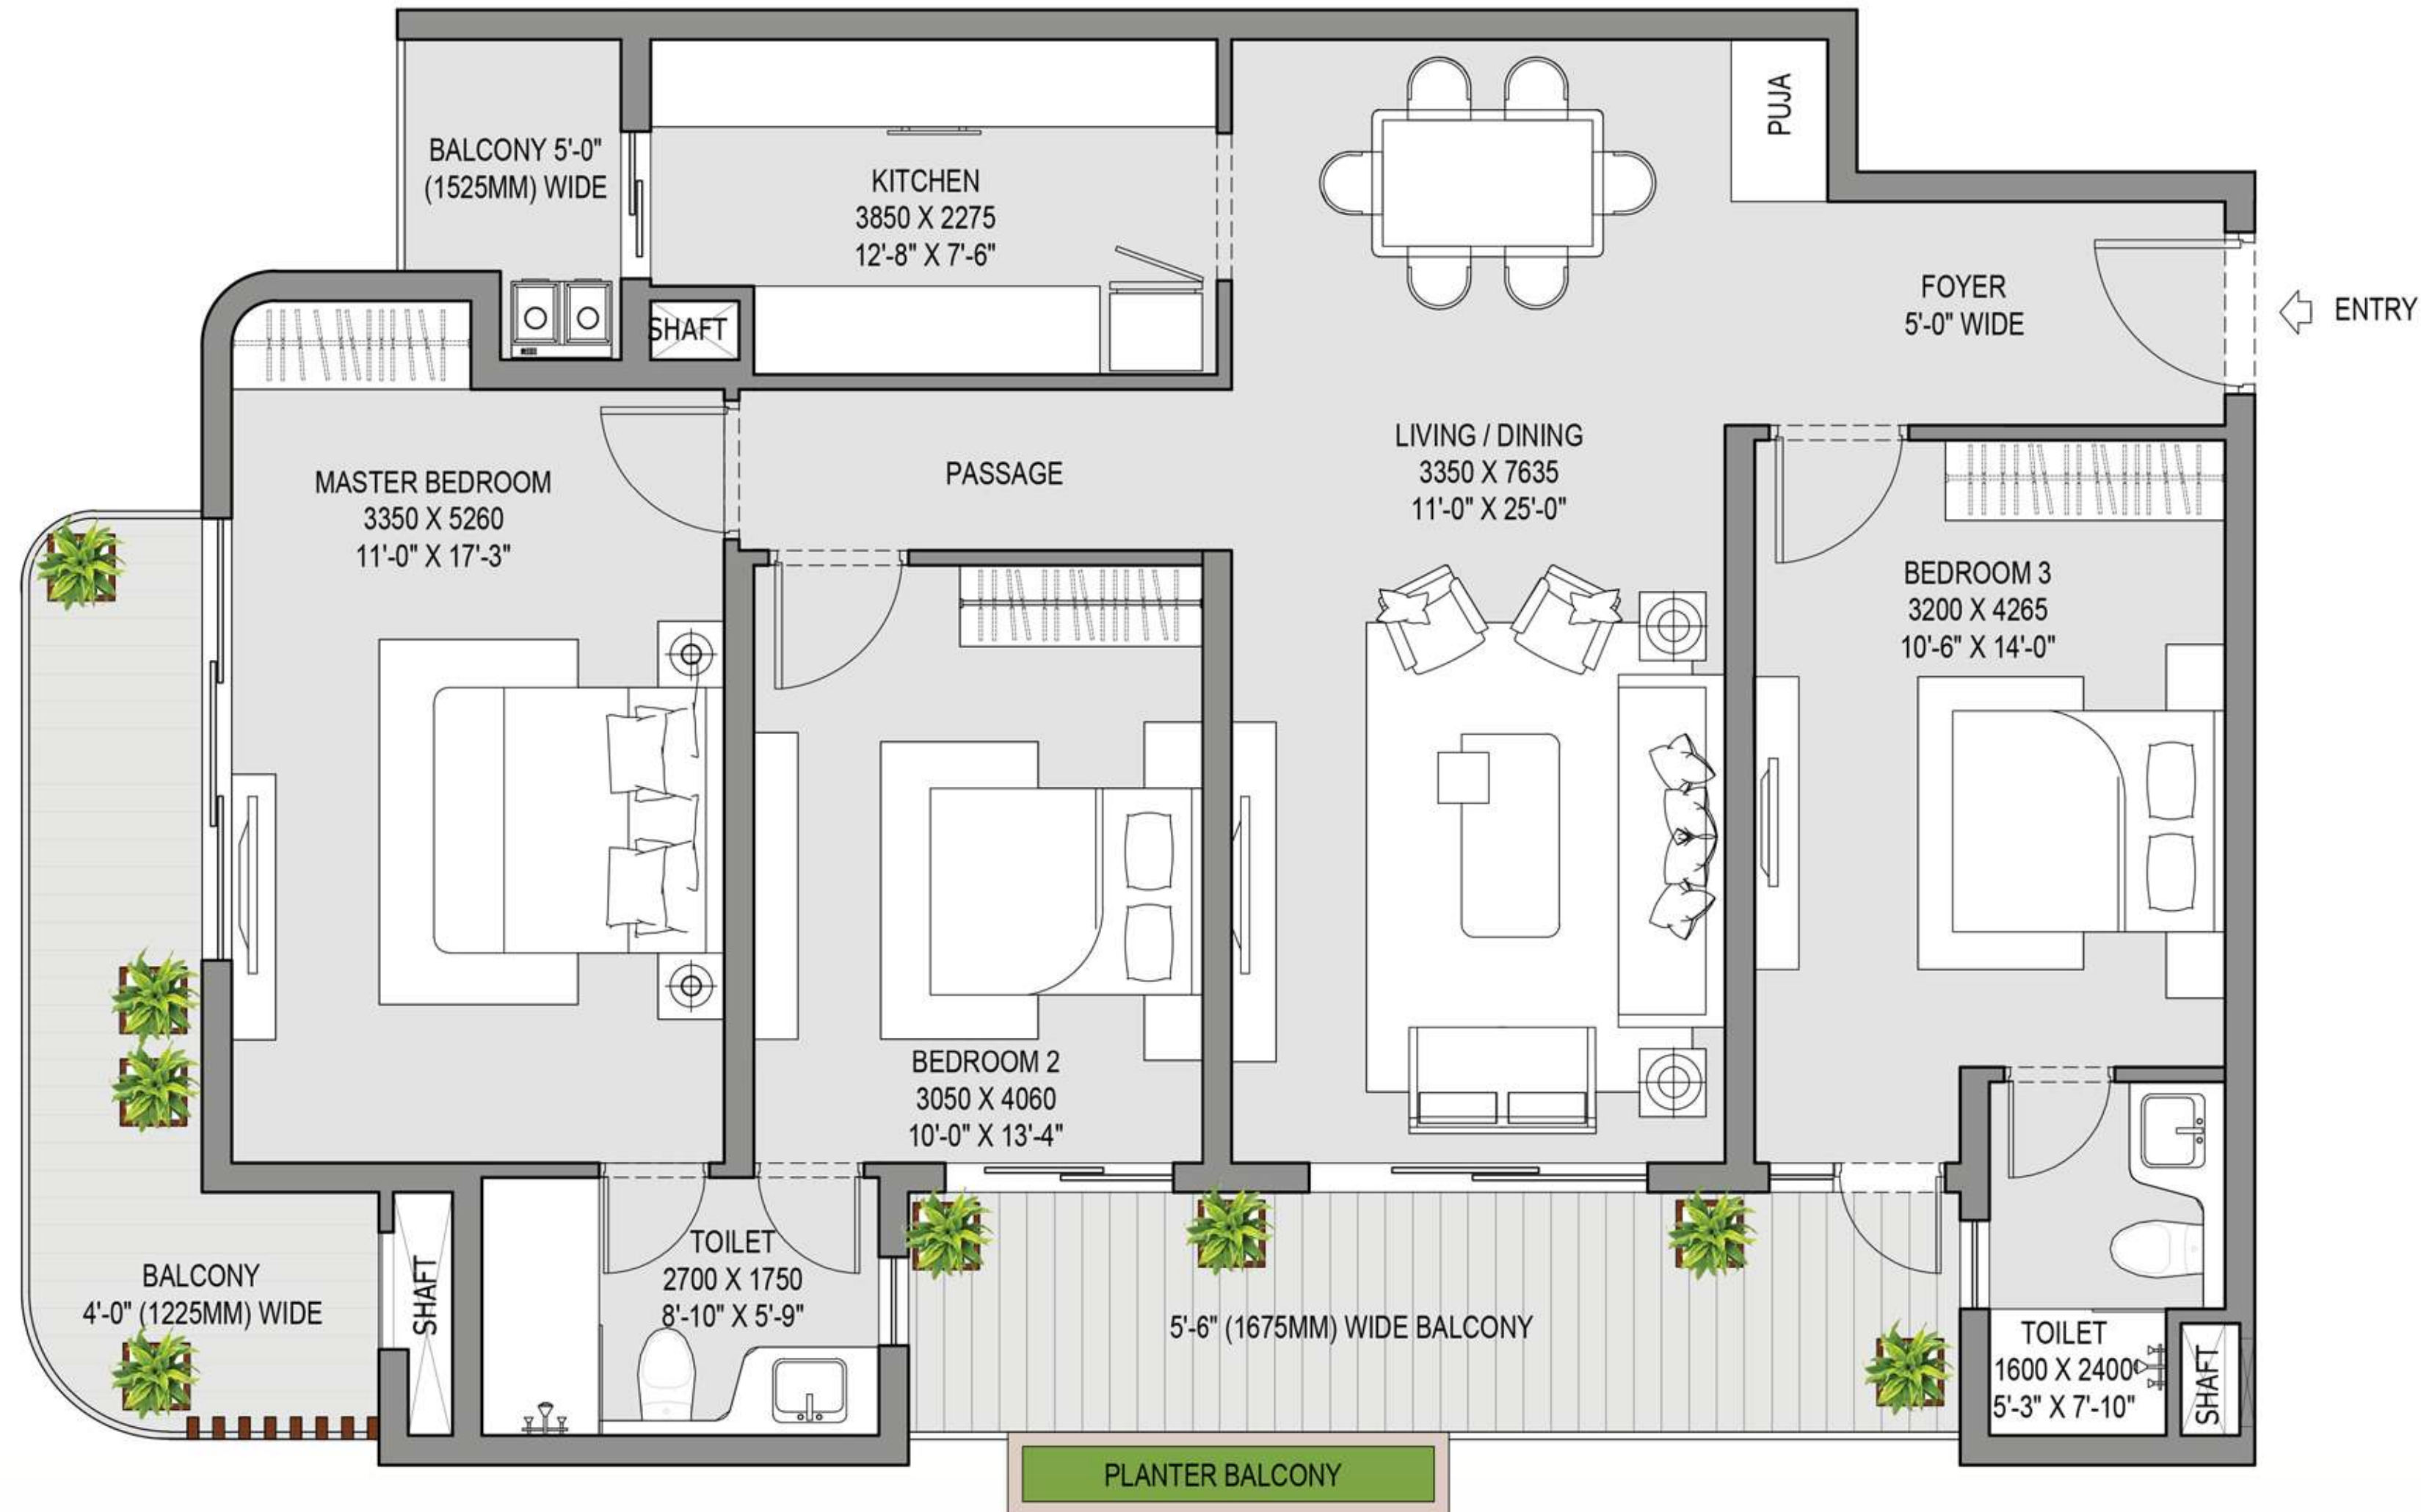 PUJA
BALCONY 5'-0"
(1525MM) WIDE
KITCHEN
3850 X 2275
12'-8" X 7'-6"
FOYER
5'-0" WIDE
ENTRY
SHAFT
LIVING / DINING
3350 X 7635
11'-0" X 25'-0"
MASTER BEDROOM
3350 X 5260
11'-0" X 17'-3"
PASSAGE
BEDROOM 3
3200 X 4265
10'-6" X 14'-0"
BEDROOM 2
3050 X 4060
10'-0" X 13'-4"
BALCONY
4'-0" (1225MM) WIDE
SHAFT
TOILET
2700 X 1750
8'-10" X 5'-9"
5'-6" (1675MM) WIDE BALCONY
TOILET
1600 X 2400
5'-3" X 7'-10"
SHAFT
PLANTER BALCONY